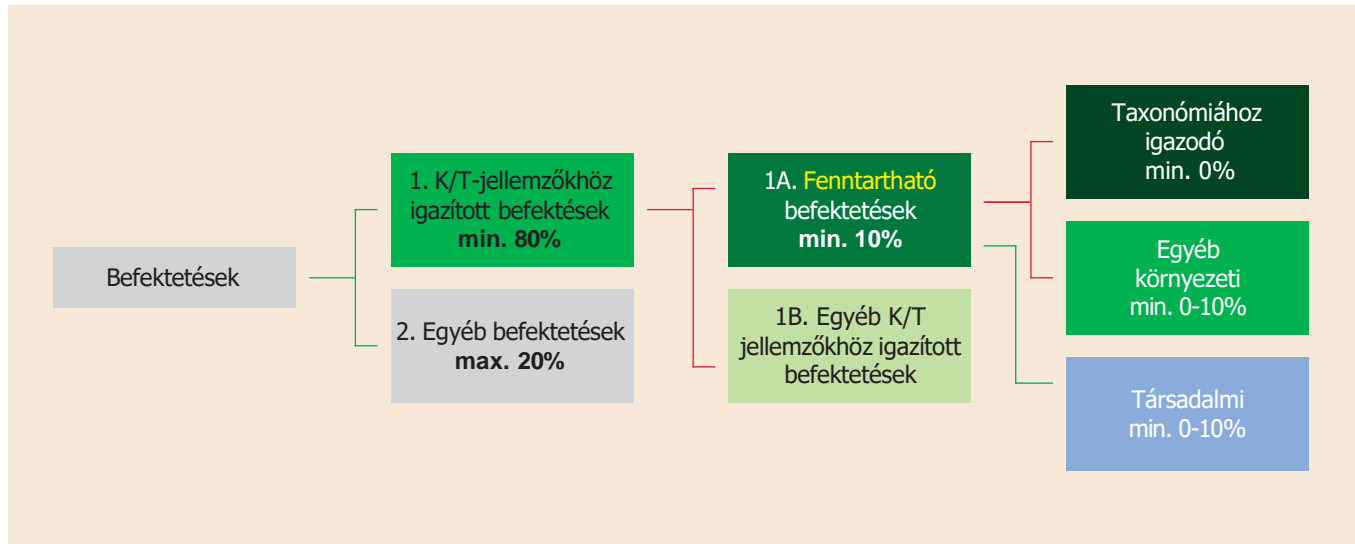 Befektetések
1. K/T-jellemzőkhöz
igazított befektések
min. 80%
2. Egyéb befektetések
max. 20%
1A. Fenntartható
befektetések
min. 10%
1B. Egyéb K/T
jellemzőkhöz igazított
befektetések
Taxonómiához
igazodó
min. 0%
Egyéb
környezeti
min. 0-10%
Társadalmi
min. 0-10%